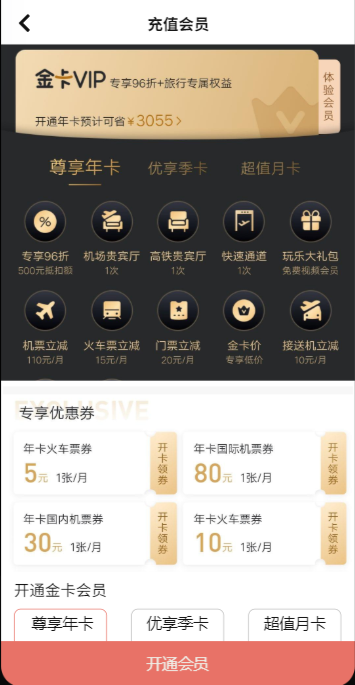 充值会员
金卡VIP 专享96折+旅行专属权益
开通年卡预计可省¥3055>
体验会员
尊享年卡 优享季卡 超值月卡
专享96折 机场贵宾厅 高铁贵宾厅 快速通道 玩乐大礼包
500元抵扣额 1次 1次 1次 免费视频会员
机票立减 火车票立减 门票立减 金卡价 接送机立减
110元/月 15元/月 20元/月 专享低价 10元/月
EXCLUSIVE
专享优惠券
年卡火车票券 年卡国际机票券
5元 1张/月 开卡领券 80元 1张/月 开卡领券
年卡国内机票券 年卡火车票券
30元 1张/月 开卡领券 10元 1张/月 开卡领券
开通金卡会员
尊享年卡 优享季卡 超值月卡
开通会员